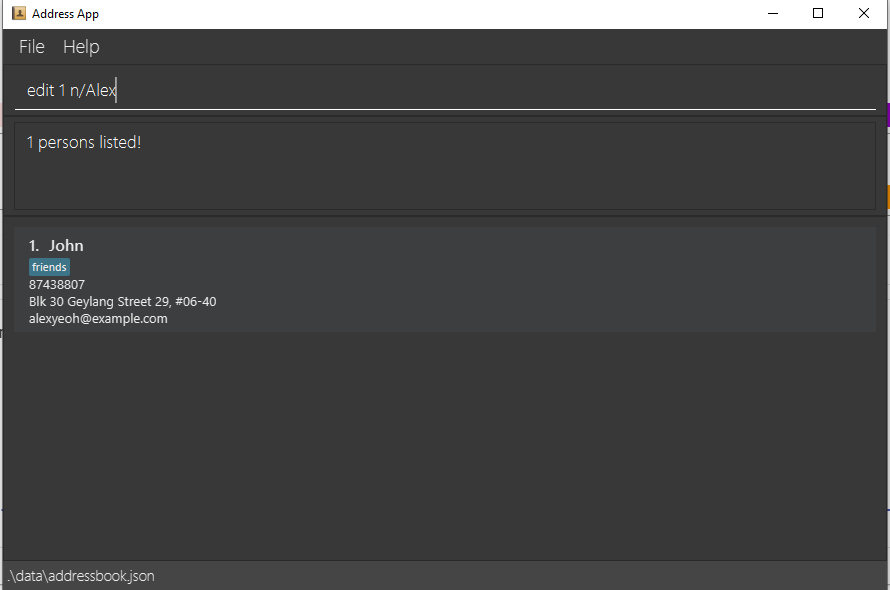 Address App
File Help
edit 1 n/Alex
1 persons listed!
1. John
friends
87438807
Blk 30 Geylang Street 29, #06-40
alexyeoh@example.com
.\data\addressbook.json